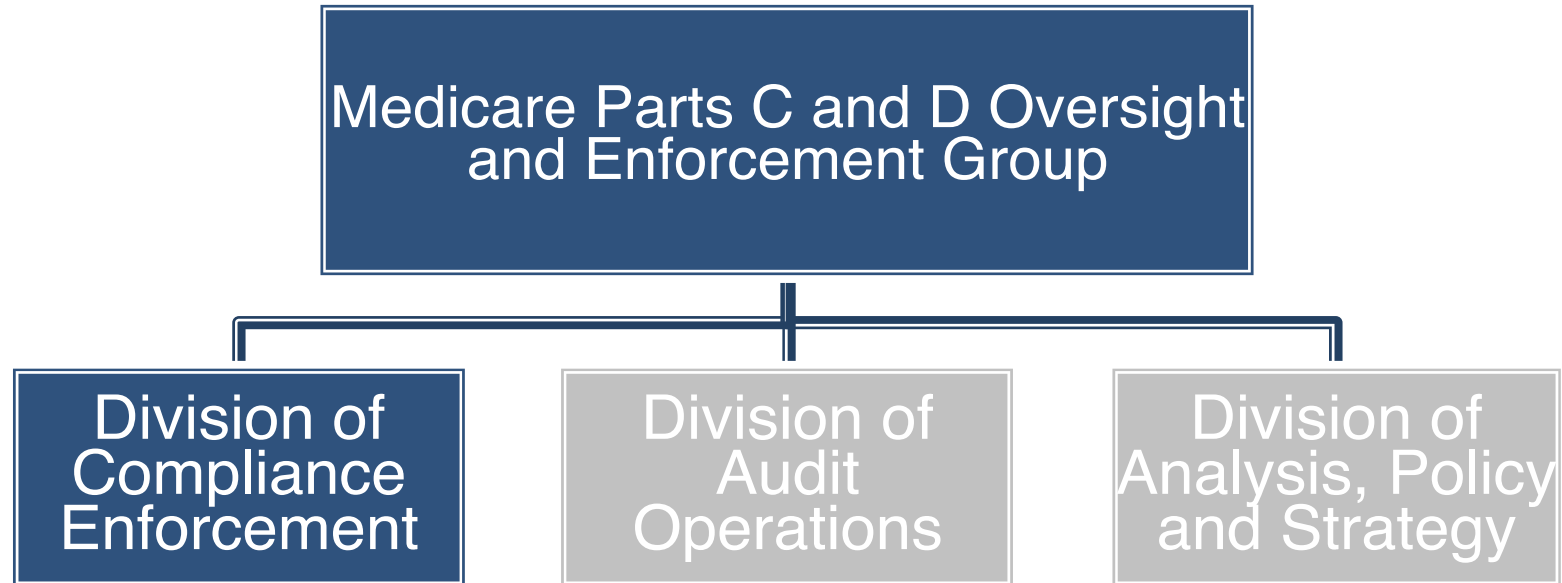 Medicare Parts C and D Oversight
and Enforcement Group
Division of
Compliance
Enforcement
Division of
Audit
Operations
Division of
Analysis, Policy
and Strategy